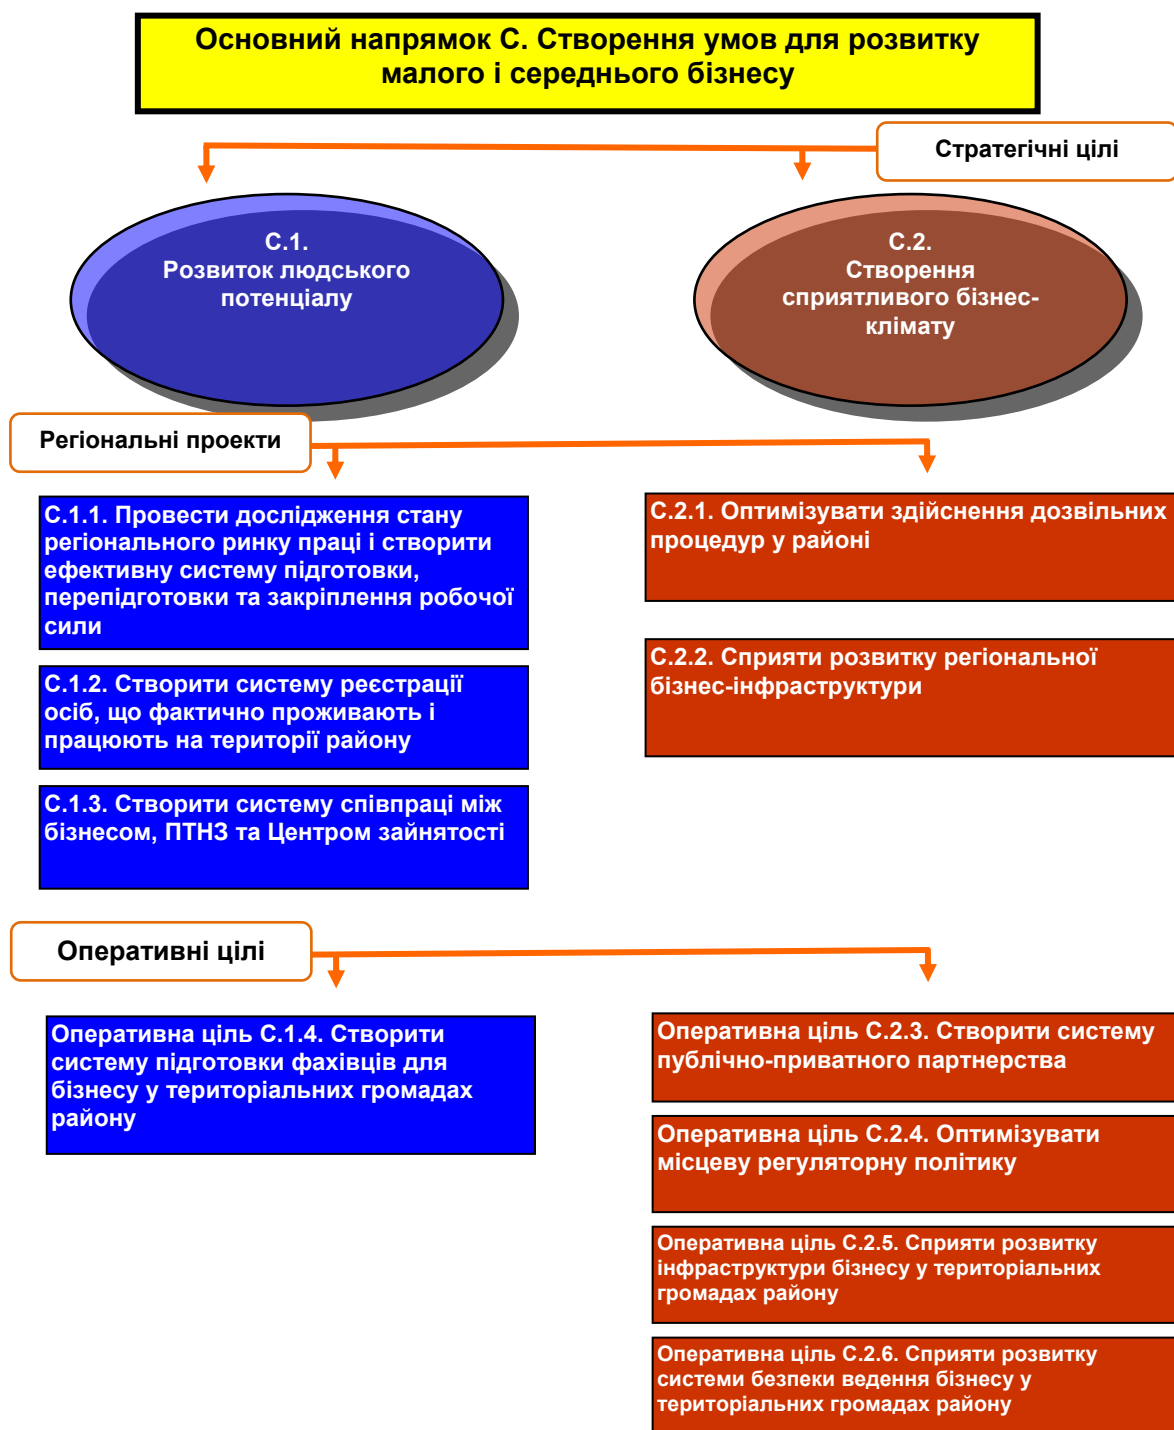 Основний напрямок С. Створення умов для розвитку
малого і середнього бізнесу
Стратегічні цілі
С.1.
Розвиток людського
потенціалу
С.2.
Створення
сприятливого бізнес-
клімату
Регіональні проекти
С.1.1. Провести дослідження стану
регіонального ринку праці і створити
ефективну систему підготовки,
перепідготовки та закріплення робочої
сили
С.1.2. Створити систему реєстрації
осіб, що фактично проживають і
працюють на території району
С.1.3. Створити систему співпраці між
бізнесом, ПТНЗ та Центром зайнятості
С.2.1. Оптимізувати здійснення дозвільних
процедур у районі
С.2.2. Сприяти розвитку регіональної
бізнес-інфраструктури
Оперативні цілі
Оперативна ціль С.1.4. Створити
систему підготовки фахівців для
бізнесу у територіальних громадах
району
Оперативна ціль С.2.3. Створити систему
публічно-приватного партнерства
Оперативна ціль С.2.4. Оптимізувати
місцеву регуляторну політику
Оперативна ціль С.2.5. Сприяти розвитку
інфраструктури бізнесу у територіальних
громадах району
Оперативна ціль С.2.6. Сприяти розвитку
системи безпеки ведення бізнесу у
територіальних громадах району